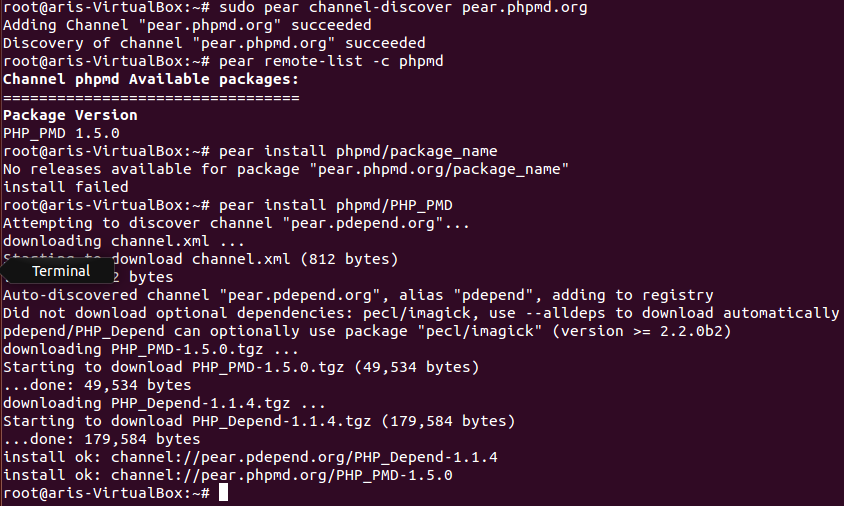 root@aris-VirtualBox:~# sudo pear channel-discover pear.phpmd.org
Adding Channel "pear.phpmd.org" succeeded
Discovery of channel "pear.phpmd.org" succeeded
root@aris-VirtualBox:~# pear remote-list -c phpmd
Channel phpmd Available packages:
=================================
Package Version
PHP_PMD 1.5.0
root@aris-VirtualBox:~# pear install phpmd/package_name
No releases available for package "pear.phpmd.org/package_name"
install failed
root@aris-VirtualBox:~# pear install phpmd/PHP_PMD
Attempting to discover channel "pear.pdepend.org"...
downloading channel.xml ...
Starting to download channel.xml (812 bytes)
Terminal
2 bytes
Auto-discovered channel "pear.pdepend.org", alias "pdepend", adding to registry
Did not download optional dependencies: pecl/imagick, use --alldeps to download automatically
pdepend/PHP_Depend can optionally use package "pecl/imagick" (version >= 2.2.0b2)
downloading PHP_PMD-1.5.0.tgz ...
Starting to download PHP_PMD-1.5.0.tgz (49,534 bytes)
...done: 49,534 bytes
downloading PHP_Depend-1.1.4.tgz ...
Starting to download PHP_Depend-1.1.4.tgz (179,584 bytes)
...done: 179,584 bytes
install ok: channel://pear.pdepend.org/PHP_Depend-1.1.4
install ok: channel://pear.phpmd.org/PHP_PMD-1.5.0
root@aris-VirtualBox:~#